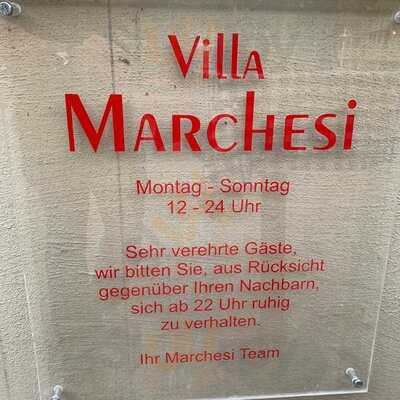 Villa
Marchesi
Montag - Sonntag
12 - 24 Uhr
Sehr verehrte Gäste,
wir bitten Sie, aus Rücksicht
gegenüber Ihren Nachbarn,
sich ab 22 Uhr ruhig
zu verhalten.
Ihr Marchesi Team